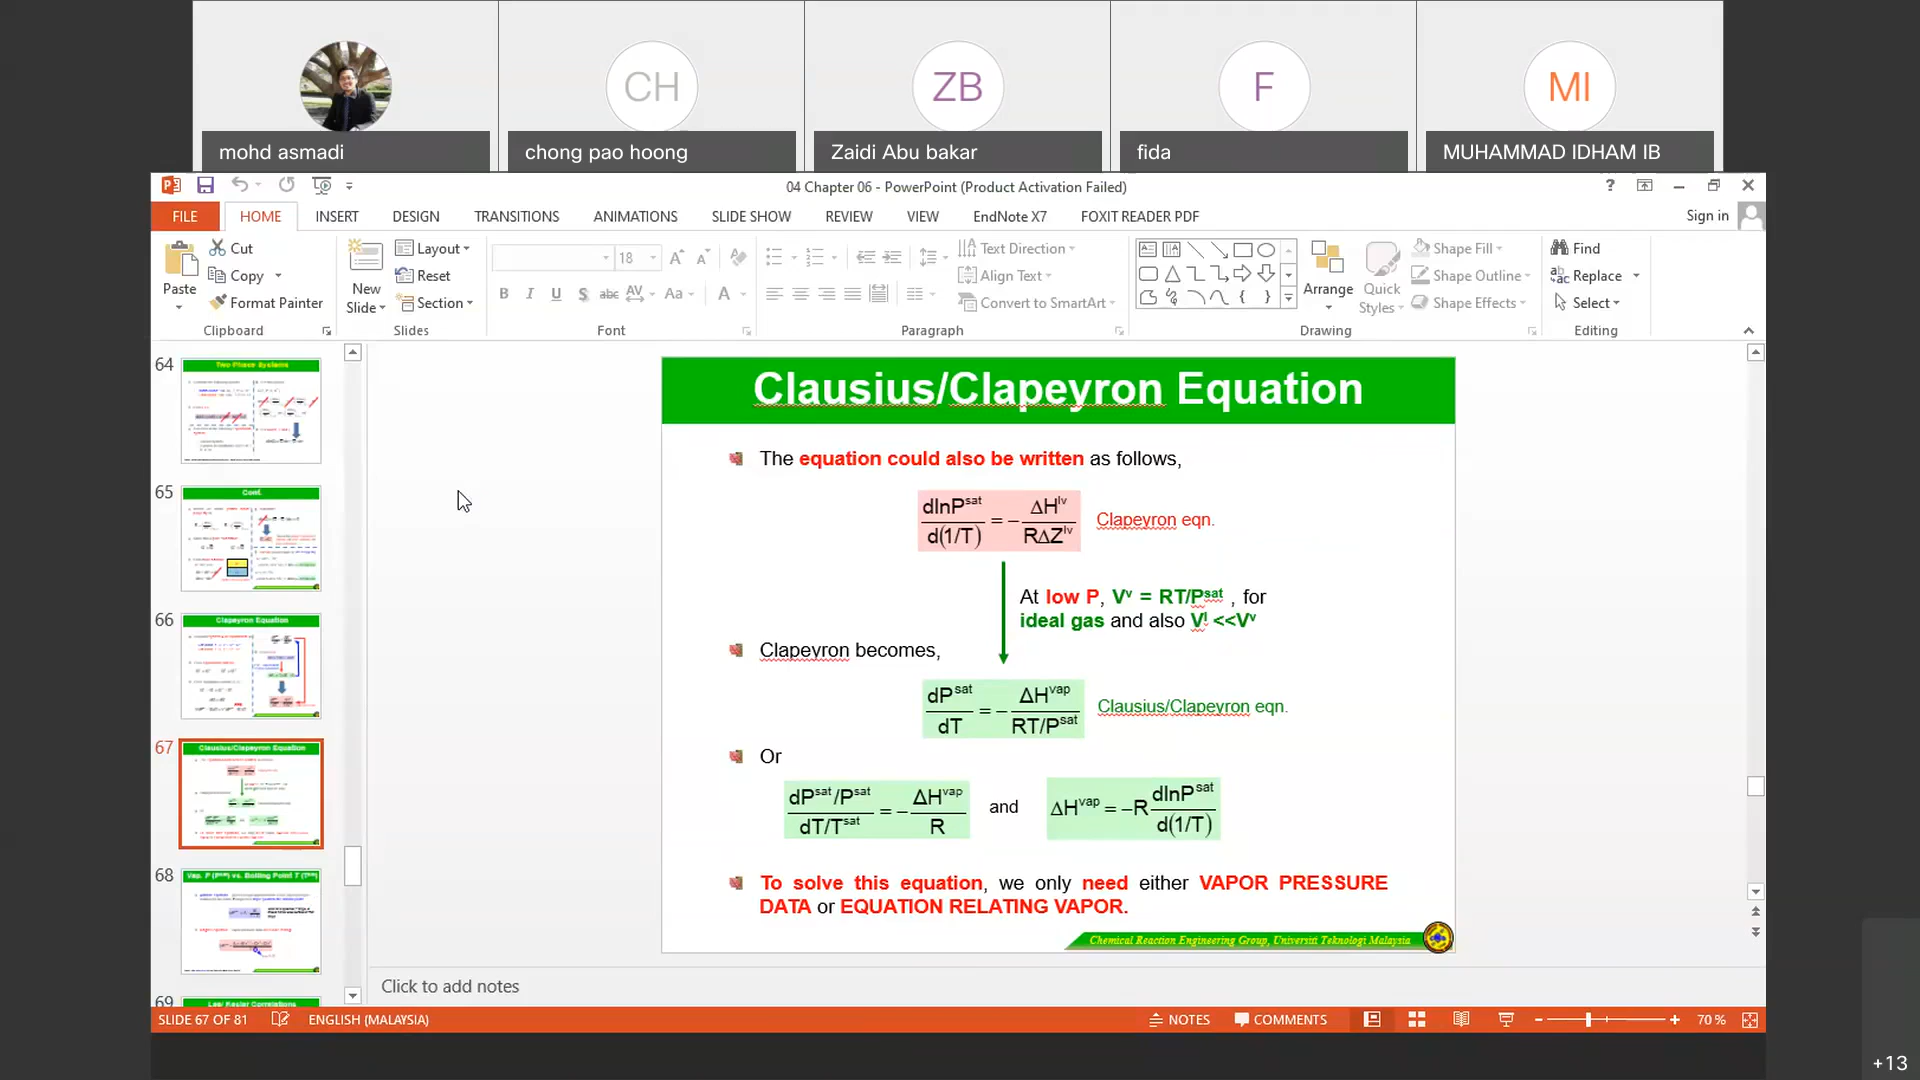 CH
ZB
F
MI
mohd asmadi
chong pao hoong
Zaidi Abu bakar
fida
MUHAMMAD IDHAM IB
04 Chapter 06 - PowerPoint (Product Activation Failed)
FILE HOME INSERT DESIGN TRANSITIONS ANIMATIONS SLIDE SHOW REVIEW VIEW EndNote X7 FOXIT READER PDF Sign in
Paste
Cut
Copy
Format Painter
Clipboard
New Slide
Layout
Reset
Section
Slides
18
Font
Text Direction
Align Text
Convert to SmartArt
Paragraph
Arrange
Quick Styles
Shape Fill
Shape Outline
Shape Effects
Drawing
Find
Replace
Select
Editing
64
Two Phase Systems
65
Cont.
66
Clapeyron Equation
67
Clausius/Clapeyron Equation
68
69
Clausius/Clapeyron Equation
The equation could also be written as follows,
dlnP^sat / d(1/T) = − ΔH^lv / RΔZ^lv Clapeyron eqn.
At low P, V^v = RT/P^sat , for
ideal gas and also V^l <<V^v
Clapeyron becomes,
dP^sat / dT = − ΔH^vap / RT/P^sat Clausius/Clapeyron eqn.
Or
dP^sat/P^sat / dT/T^sat = − ΔH^vap / R and ΔH^vap = −R dlnP^sat / d(1/T)
To solve this equation, we only need either VAPOR PRESSURE
DATA or EQUATION RELATING VAPOR.
Chemical Reaction Engineering Group, Universiti Teknologi Malaysia
Click to add notes
SLIDE 67 OF 81 ENGLISH (MALAYSIA) NOTES COMMENTS 70 %
+13